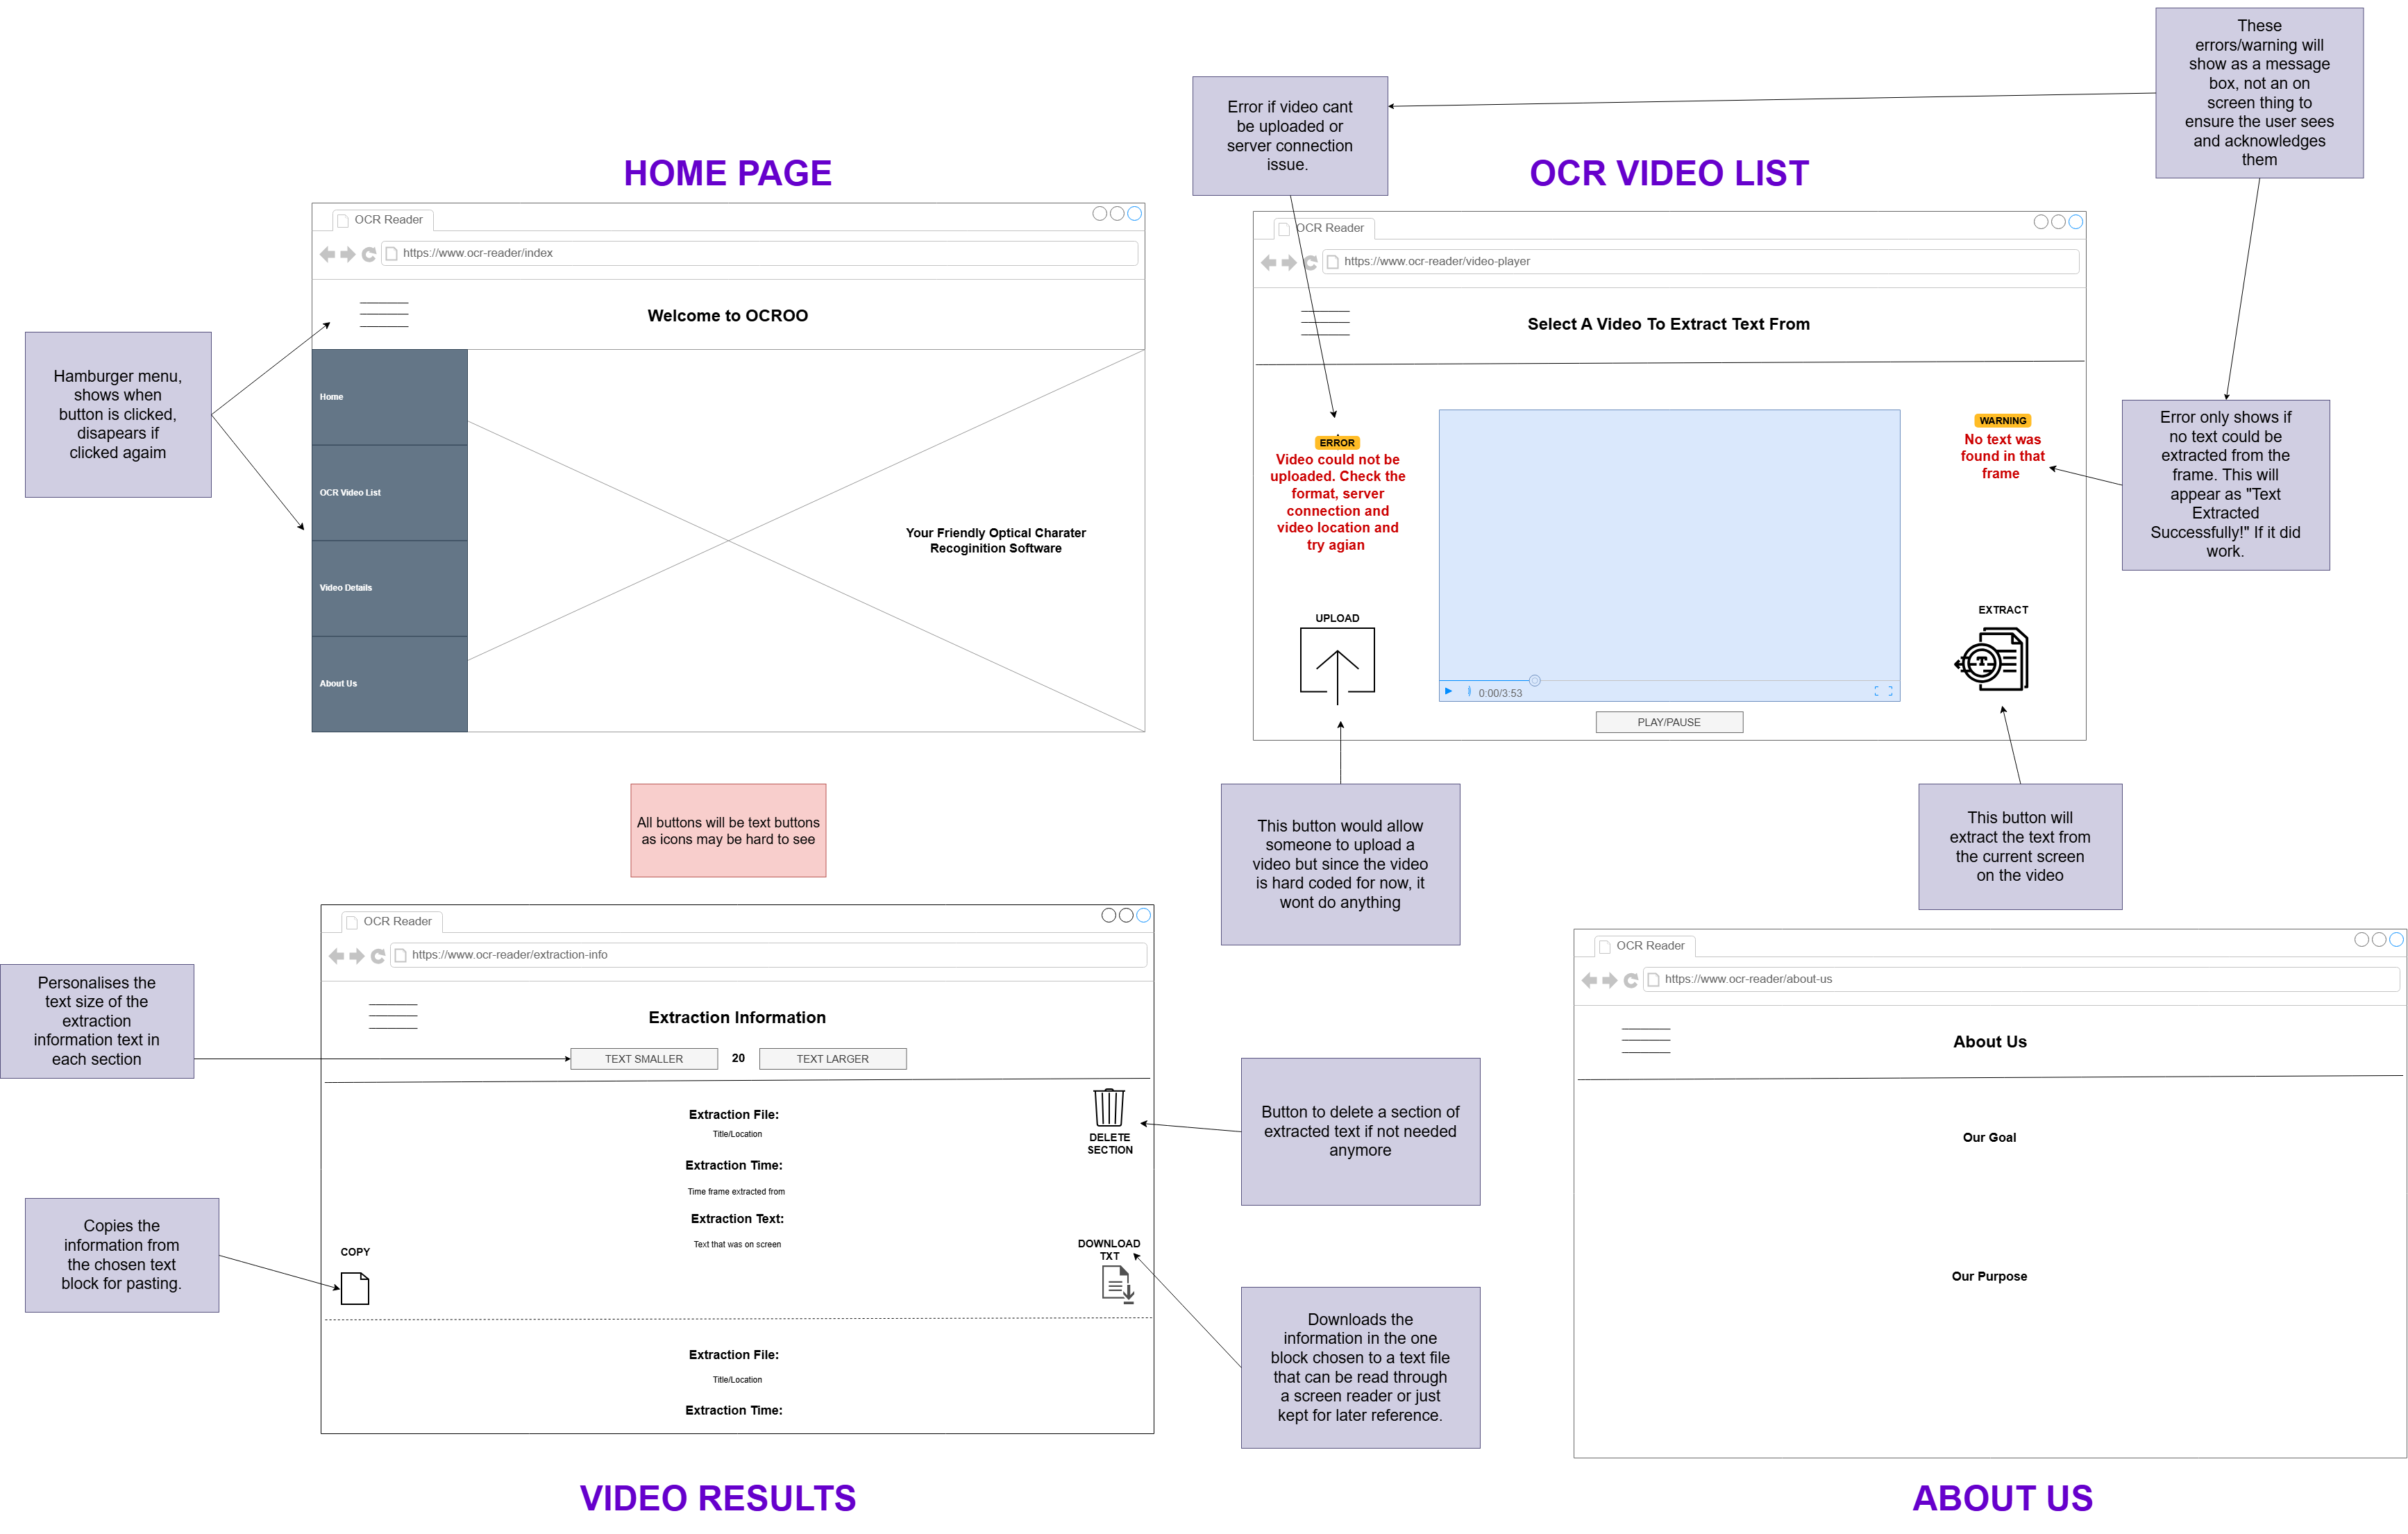 These
errors/warning will
show as a message
box, not an on
screen thing to
ensure the user sees
and acknowledges
them
Error if video cant
be uploaded or
server connection
issue.
HOME PAGE
OCR Reader
https://www.ocr-reader/index
Welcome to OCROO
Hamburger menu,
shows when
button is clicked,
disapears if
clicked agaim
Home
OCR Video List
Video Details
About Us
Your Friendly Optical Charater
Recoginition Software
OCR VIDEO LIST
OCR Reader
https://www.ocr-reader/video-player
Select A Video To Extract Text From
ERROR
Video could not be
uploaded. Check the
format, server
connection and
video location and
try agian
WARNING
No text was
found in that
frame
Error only shows if
no text could be
extracted from the
frame. This will
appear as "Text
Extracted
Successfully!" If it did
work.
UPLOAD
EXTRACT
0:00/3:53
PLAY/PAUSE
All buttons will be text buttons
as icons may be hard to see
This button would allow
someone to upload a
video but since the video
is hard coded for now, it
wont do anything
This button will
extract the text from
the current screen
on the video
OCR Reader
https://www.ocr-reader/extraction-info
Extraction Information
TEXT SMALLER
20
TEXT LARGER
Personalises the
text size of the
extraction
information text in
each section
Extraction File:
Title/Location
DELETE
SECTION
Extraction Time:
Time frame extracted from
Extraction Text:
Text that was on screen
Button to delete a section of
extracted text if not needed
anymore
Copies the
information from
the chosen text
block for pasting.
COPY
DOWNLOAD
TXT
Downloads the
information in the one
block chosen to a text file
that can be read through
a screen reader or just
kept for later reference.
Extraction File:
Title/Location
Extraction Time:
VIDEO RESULTS
OCR Reader
https://www.ocr-reader/about-us
About Us
Our Goal
Our Purpose
ABOUT US